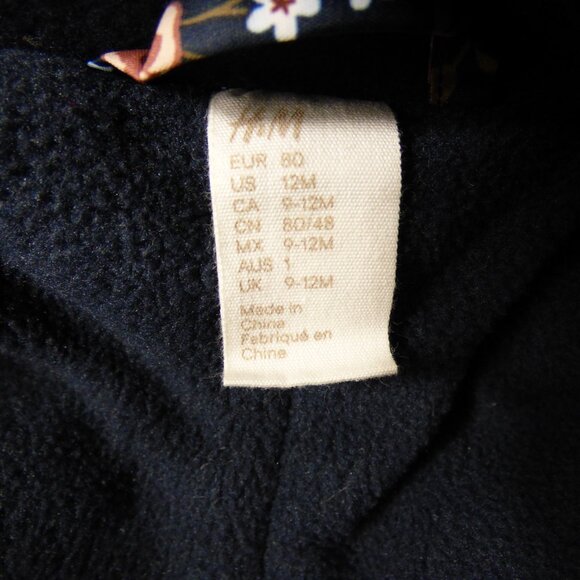 H&M
EUR 80
US 12M
CA 9-12M
CN 80/48
MX 9-12M
AUS 1
UK 9-12M
Made in
China
Fabriqué en
Chine